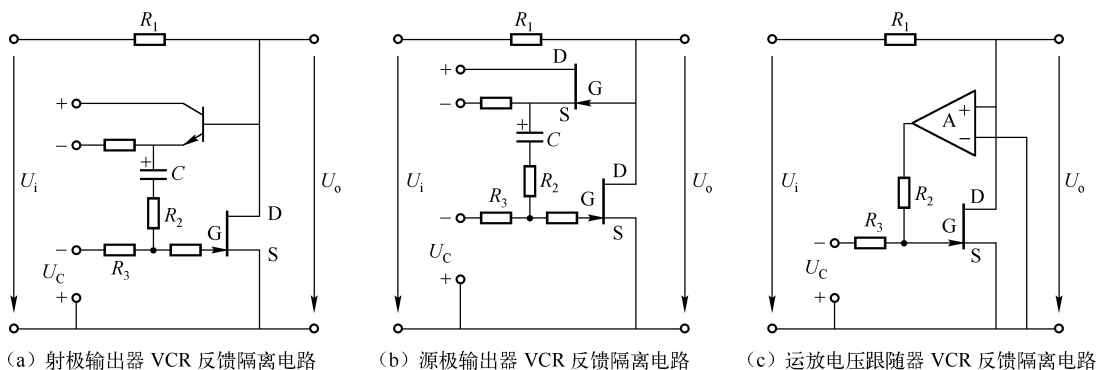 R1
+
−
+
C
Ui
Uo
R2
D
G
S
−
R3
UC
+
(a) 射极输出器 VCR 反馈隔离电路
R1
D
+
G
−
S
+
C
Ui
Uo
R2
D
R3
G
−
S
UC
+
(b) 源极输出器 VCR 反馈隔离电路
R1
A
+
−
Ui
Uo
R2
D
R3
G
−
S
UC
+
(c) 运放电压跟随器 VCR 反馈隔离电路